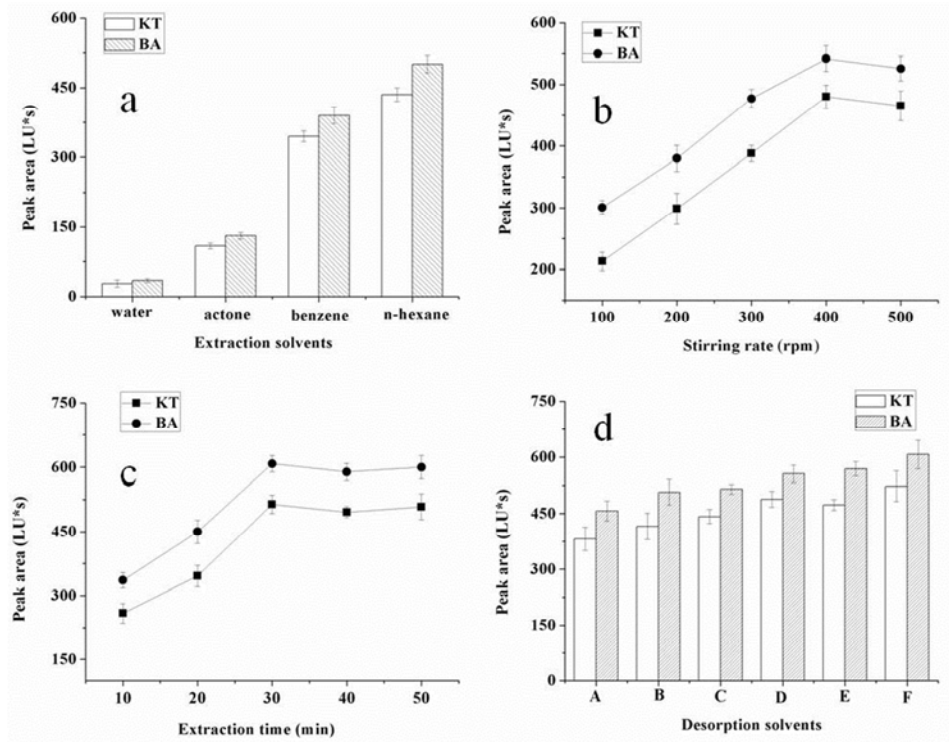 600
450
300
150
0
Peak area (LU*s)
KT
BA
a
water actone benzene n-hexane
Extraction solvents
600
500
400
300
200
Peak area (LU*s)
KT
BA
b
100 200 300 400 500
Stirring rate (rpm)
750
600
450
300
150
Peak area (LU*s)
KT
BA
c
10 20 30 40 50
Extraction time (min)
750
600
450
300
150
0
Peak area (LU*s)
KT
BA
d
A B C D E F
Desorption solvents